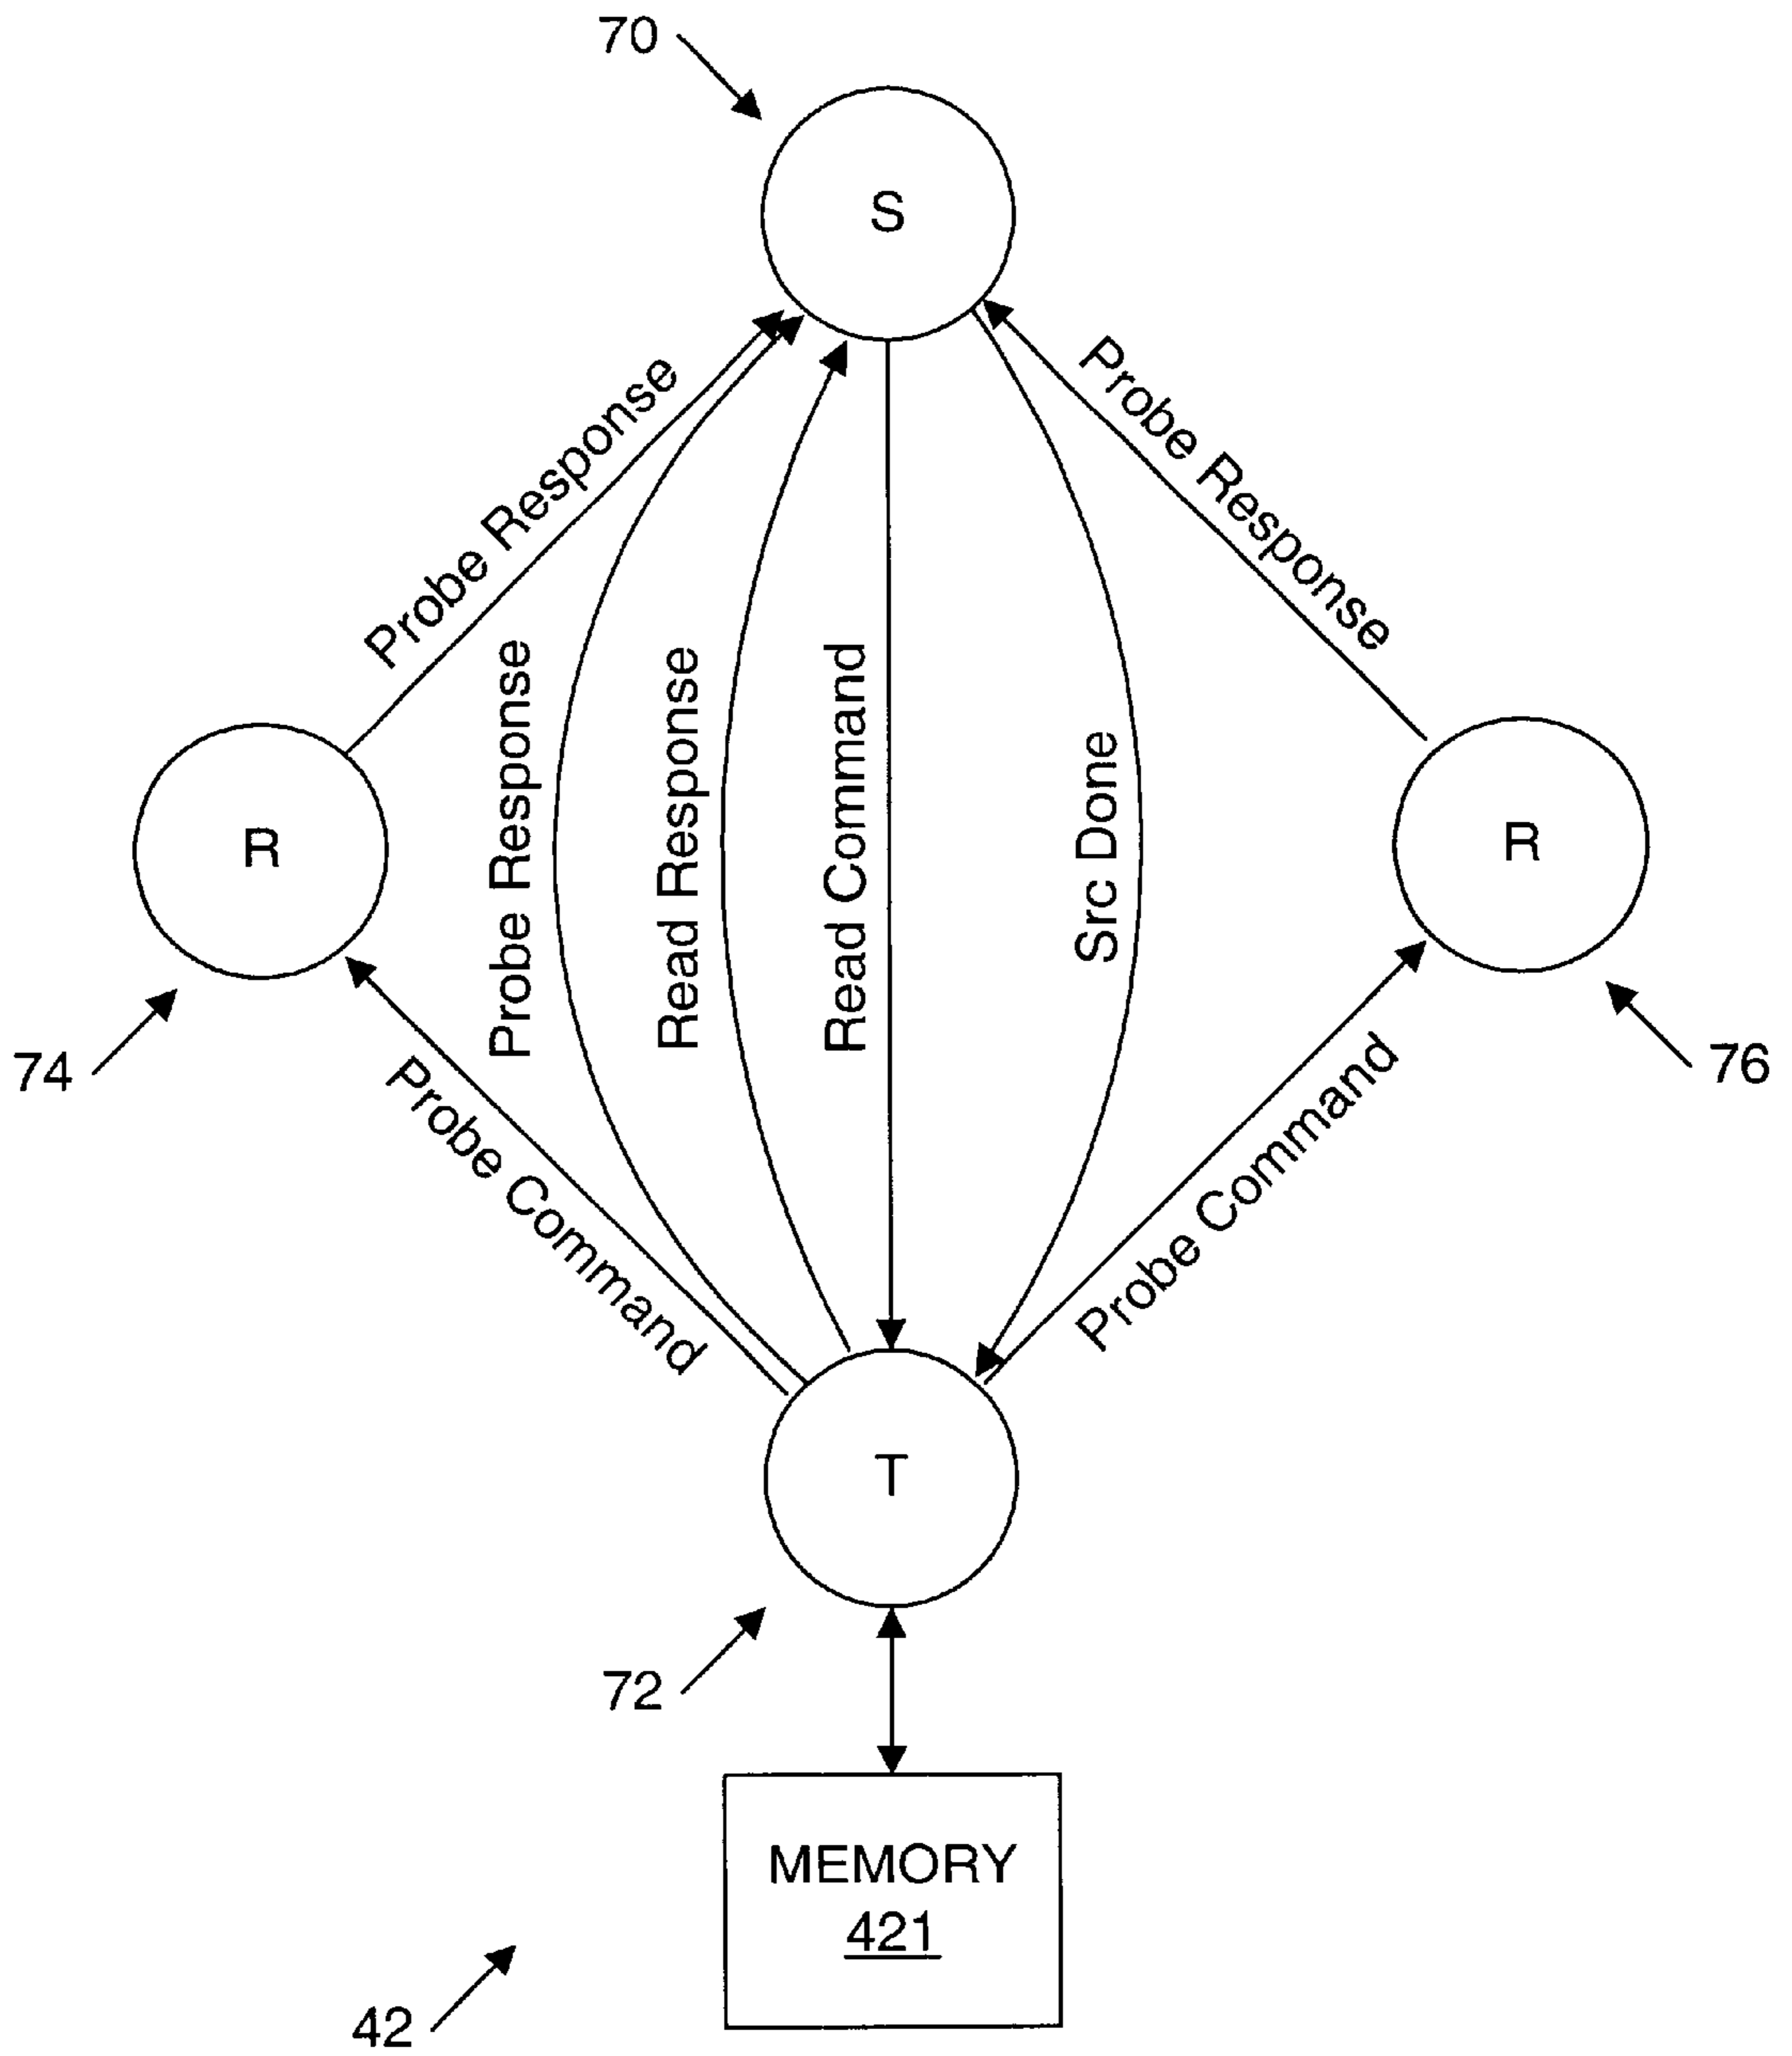 70
S
Probe Response
Probe Response
Probe Response
Read Response
Read Command
Src Done
R
R
74
76
Probe Command
Probe Command
T
72
MEMORY
421
42